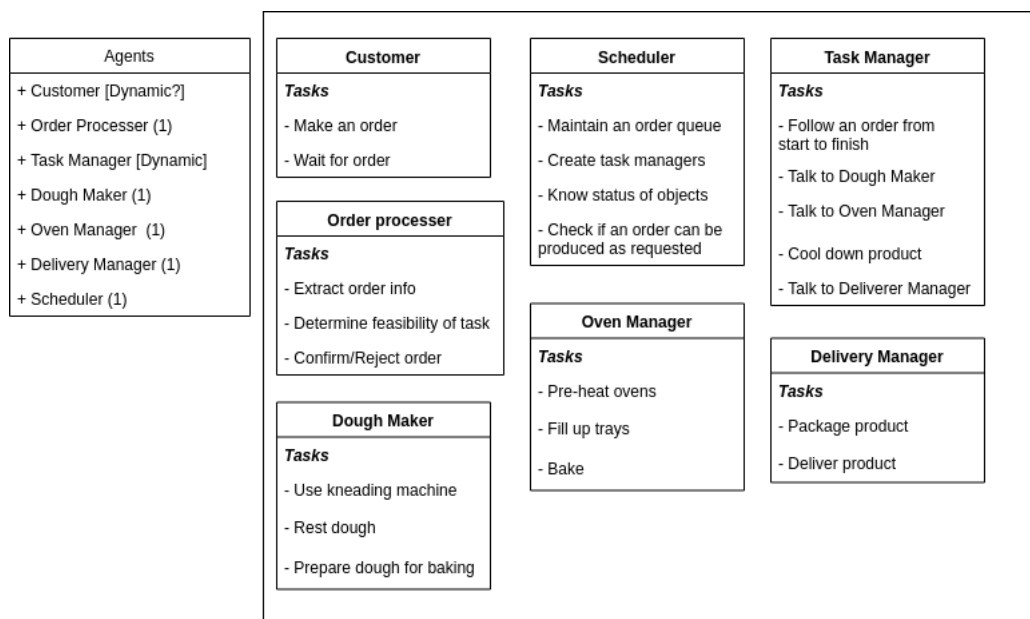 Agents
+ Customer [Dynamic?]
+ Order Processer (1)
+ Task Manager [Dynamic]
+ Dough Maker (1)
+ Oven Manager  (1)
+ Delivery Manager (1)
+ Scheduler (1)
Customer
Tasks
- Make an order
- Wait for order
Order processer
Tasks
- Extract order info
- Determine feasibility of task
- Confirm/Reject order
Dough Maker
Tasks
- Use kneading machine
- Rest dough
- Prepare dough for baking
Scheduler
Tasks
- Maintain an order queue
- Create task managers
- Know status of objects
- Check if an order can be
produced as requested
Oven Manager
Tasks
- Pre-heat ovens
- Fill up trays
- Bake
Task Manager
Tasks
- Follow an order from
start to finish
- Talk to Dough Maker
- Talk to Oven Manager
- Cool down product
- Talk to Deliverer Manager
Delivery Manager
Tasks
- Package product
- Deliver product